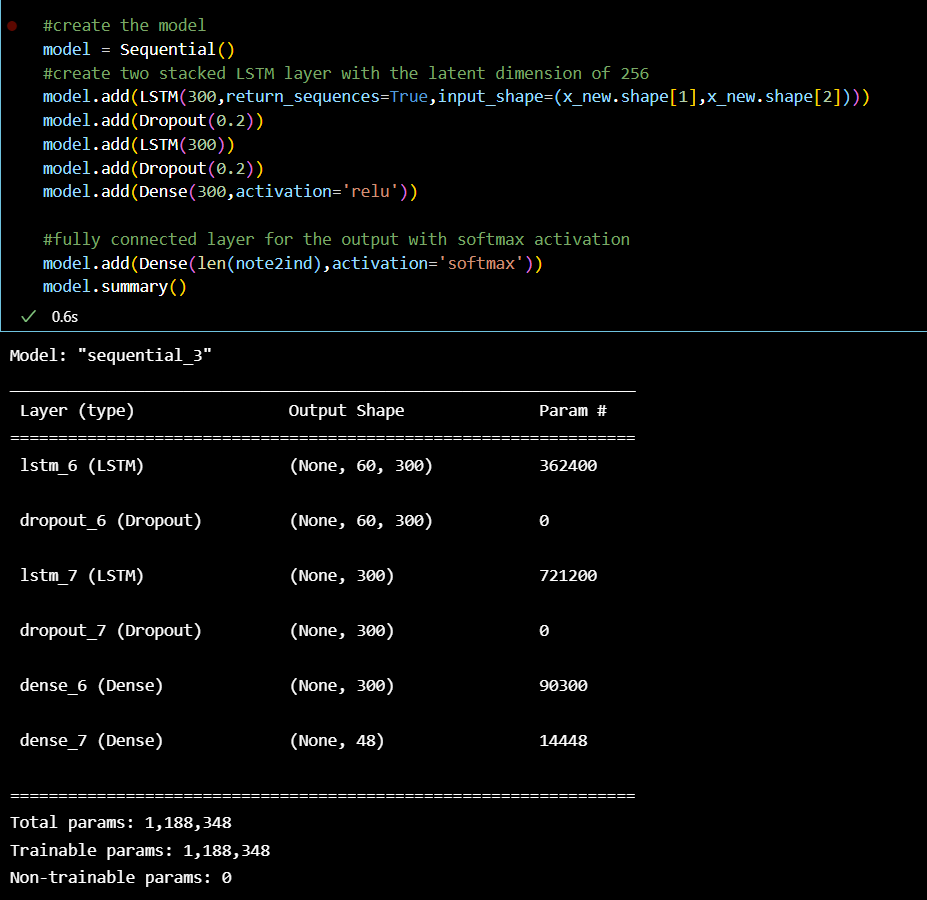 #create the model
model = Sequential()
#create two stacked LSTM layer with the latent dimension of 256
model.add(LSTM(300,return_sequences=True,input_shape=(x_new.shape[1],x_new.shape[2])))
model.add(Dropout(0.2))
model.add(LSTM(300))
model.add(Dropout(0.2))
model.add(Dense(300,activation='relu'))
#fully connected layer for the output with softmax activation
model.add(Dense(len(note2ind),activation='softmax'))
model.summary()
0.6s
Model: "sequential_3"
Layer (type) Output Shape Param #
lstm_6 (LSTM) (None, 60, 300) 362400
dropout_6 (Dropout) (None, 60, 300) 0
lstm_7 (LSTM) (None, 300) 721200
dropout_7 (Dropout) (None, 300) 0
dense_6 (Dense) (None, 300) 90300
dense_7 (Dense) (None, 48) 14448
Total params: 1,188,348
Trainable params: 1,188,348
Non-trainable params: 0